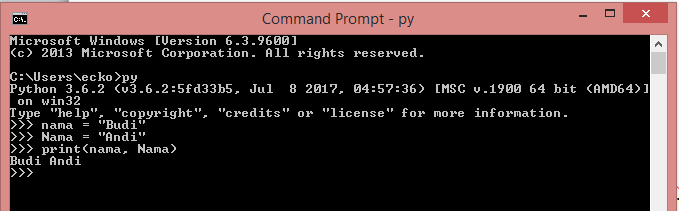 Command Prompt - py
Microsoft Windows [Version 6.3.9600]
(c) 2013 Microsoft Corporation. All rights reserved.
C:\Users\ecko>py
Python 3.6.2 (v3.6.2:5fd33b5, Jul  8 2017, 04:57:36) [MSC v.1900 64 bit (AMD64)]
 on win32
Type "help", "copyright", "credits" or "license" for more information.
>>> nama = "Budi"
>>> Nama = "Andi"
>>> print(nama, Nama)
Budi Andi
>>>